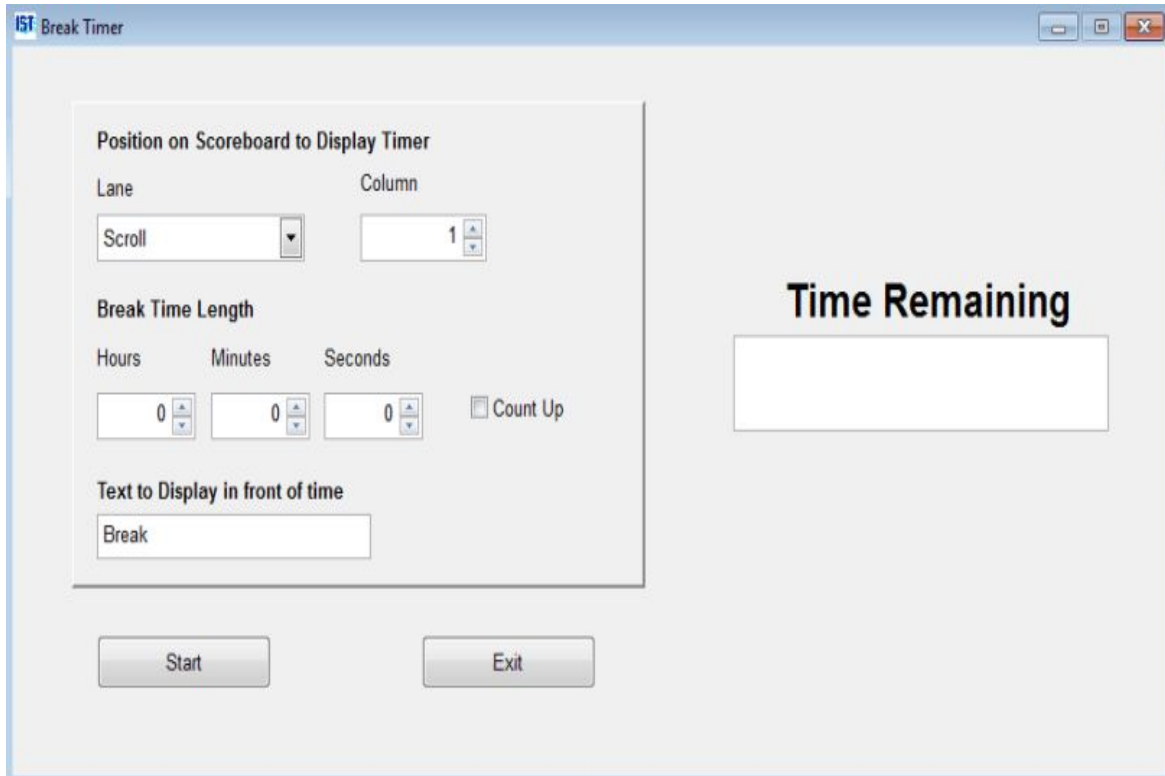 IST Break Timer
Position on Scoreboard to Display Timer
Lane Column
Scroll 1
Break Time Length
Hours Minutes Seconds
0 0 0 Count Up
Text to Display in front of time
Break
Start Exit
Time Remaining